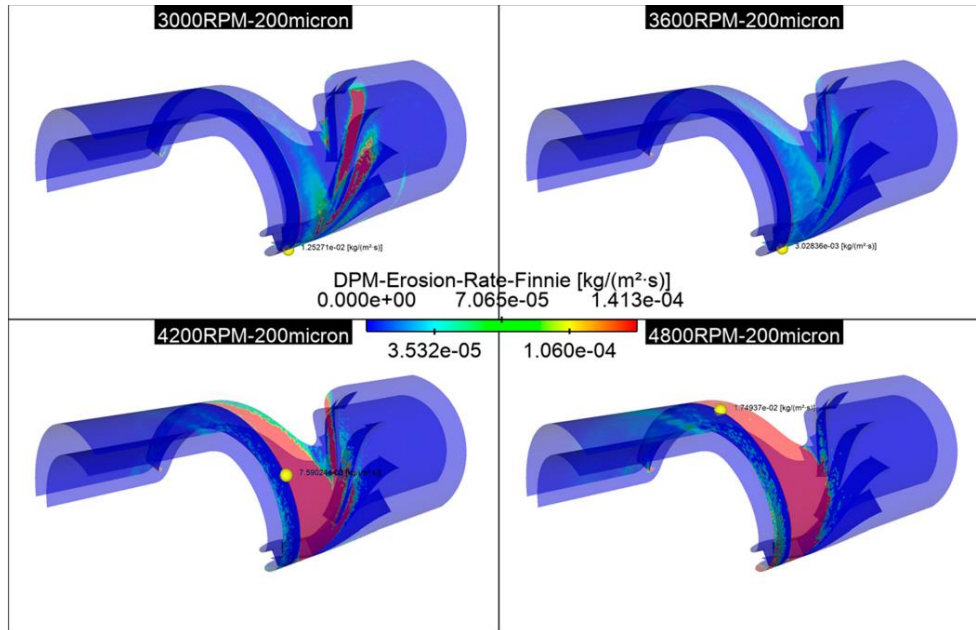 3000RPM-200micron
3600RPM-200micron
1.25271e-02 [kg/(m²·s)]
3.02836e-03 [kg/(m²·s)]
DPM-Erosion-Rate-Finnie [kg/(m²·s)]
0.000e+00 7.065e-05 1.413e-04
3.532e-05 1.060e-04
4200RPM-200micron
4800RPM-200micron
1.74937e-02 [kg/(m²·s)]